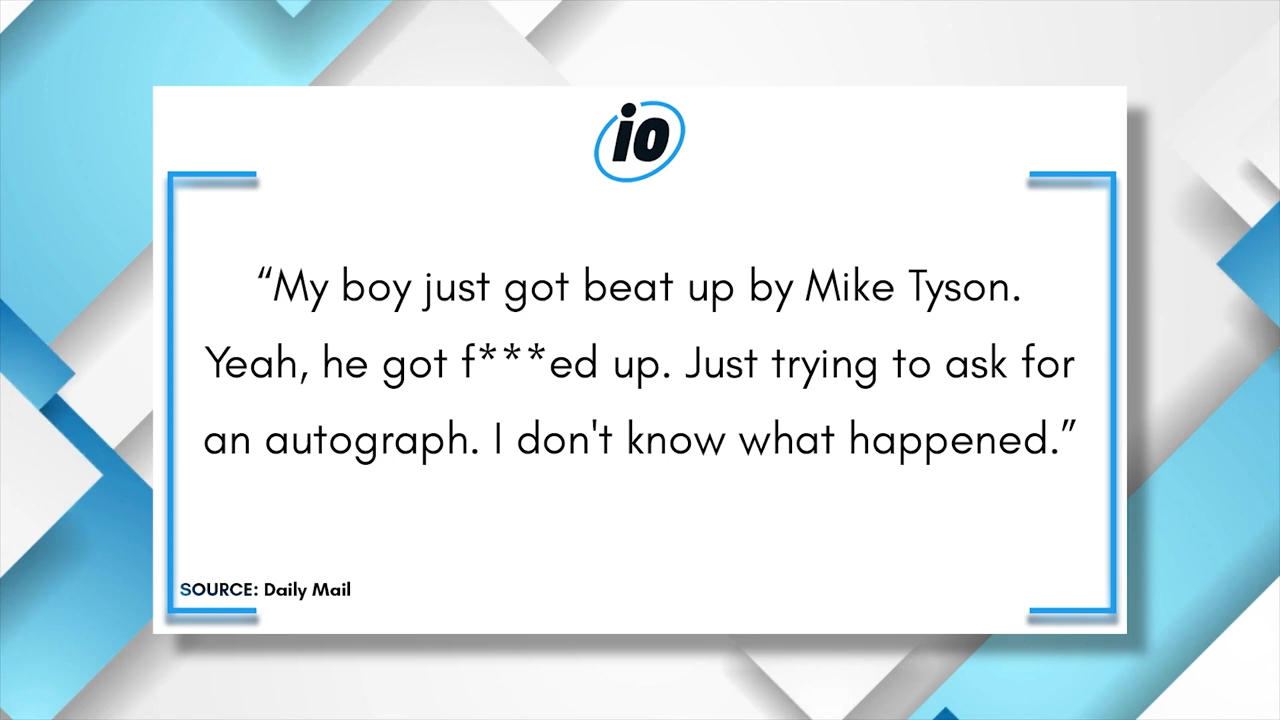 io
“My boy just got beat up by Mike Tyson.
Yeah, he got f***ed up. Just trying to ask for
an autograph. I don't know what happened.”
SOURCE: Daily Mail